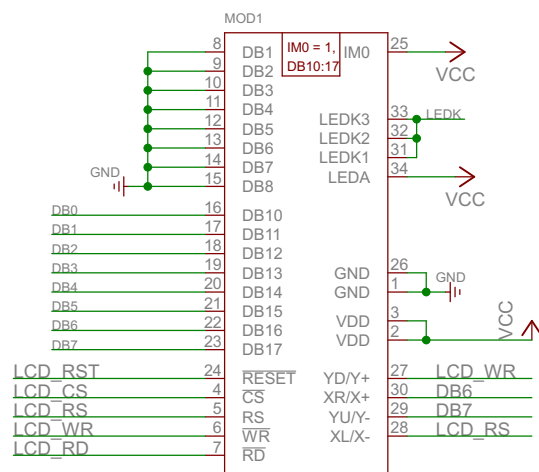 MOD1
8 DB1 IM0 = 1, IM0 25
9 DB2 DB10:17 VCC
10 DB3
11 DB4 LEDK3 33 LEDK
12 DB5 LEDK2 32
13 DB6 LEDK1 31
14 DB7 LEDA 34
GND 15 DB8 VCC
DB0 16 DB10
DB1 17 DB11
DB2 18 DB12
DB3 19 DB13 GND 26 GND
DB4 20 DB14 GND 1
DB5 21 DB15 VDD 3 VCC
DB6 22 DB16 VDD 2
DB7 23 DB17
LCD_RST 24 RESET YD/Y+ 27 LCD_WR
LCD_CS 4 CS XR/X+ 30 DB6
LCD_RS 5 RS YU/Y- 29 DB7
LCD_WR 6 WR XL/X- 28 LCD_RS
LCD_RD 7 RD